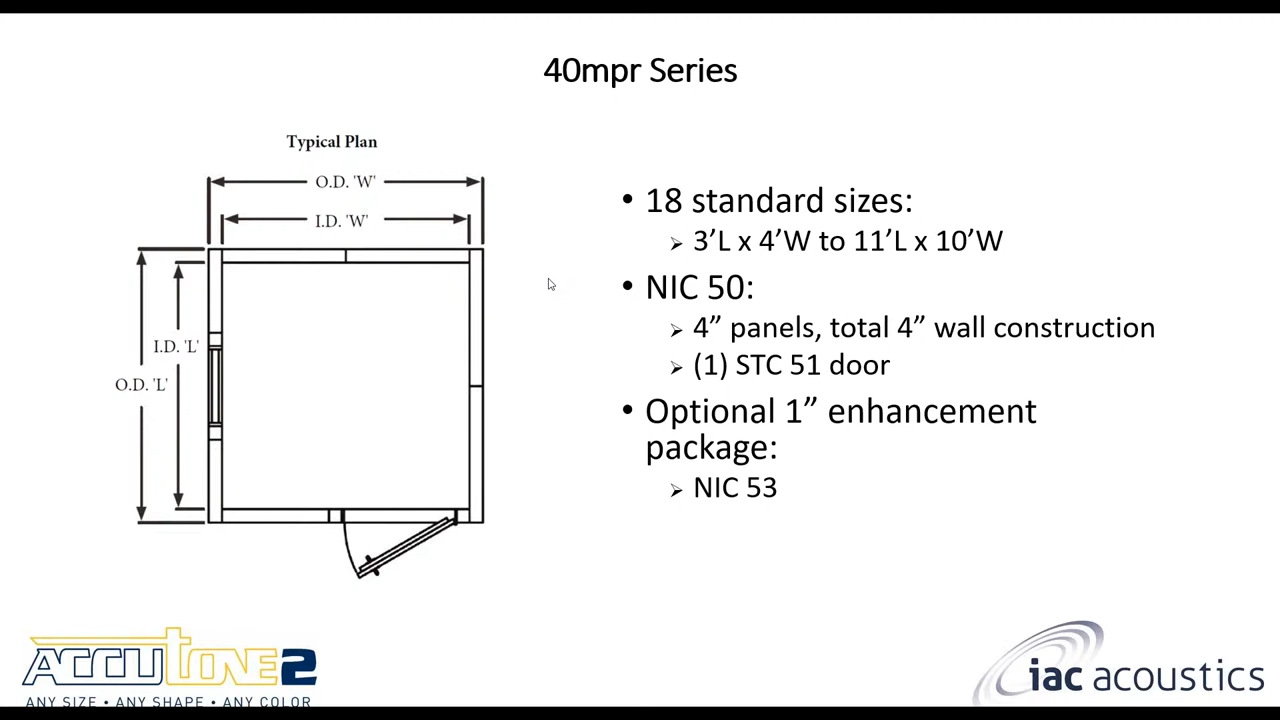 40mpr Series
Typical Plan
O.D. 'W'
I.D. 'W'
I.D. 'L'
O.D. 'L'
• 18 standard sizes:
➢ 3’L x 4’W to 11’L x 10’W
• NIC 50:
➢ 4” panels, total 4” wall construction
➢ (1) STC 51 door
• Optional 1” enhancement
package:
➢ NIC 53
ACCUTONE2
ANY SIZE • ANY SHAPE • ANY COLOR
iac acoustics